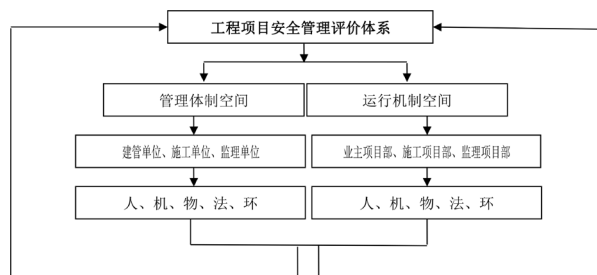 工程项目安全管理评价体系
管理体制空间
运行机制空间
建管单位、施工单位、监理单位
业主项目部、施工项目部、监理项目部
人、机、物、法、环
人、机、物、法、环